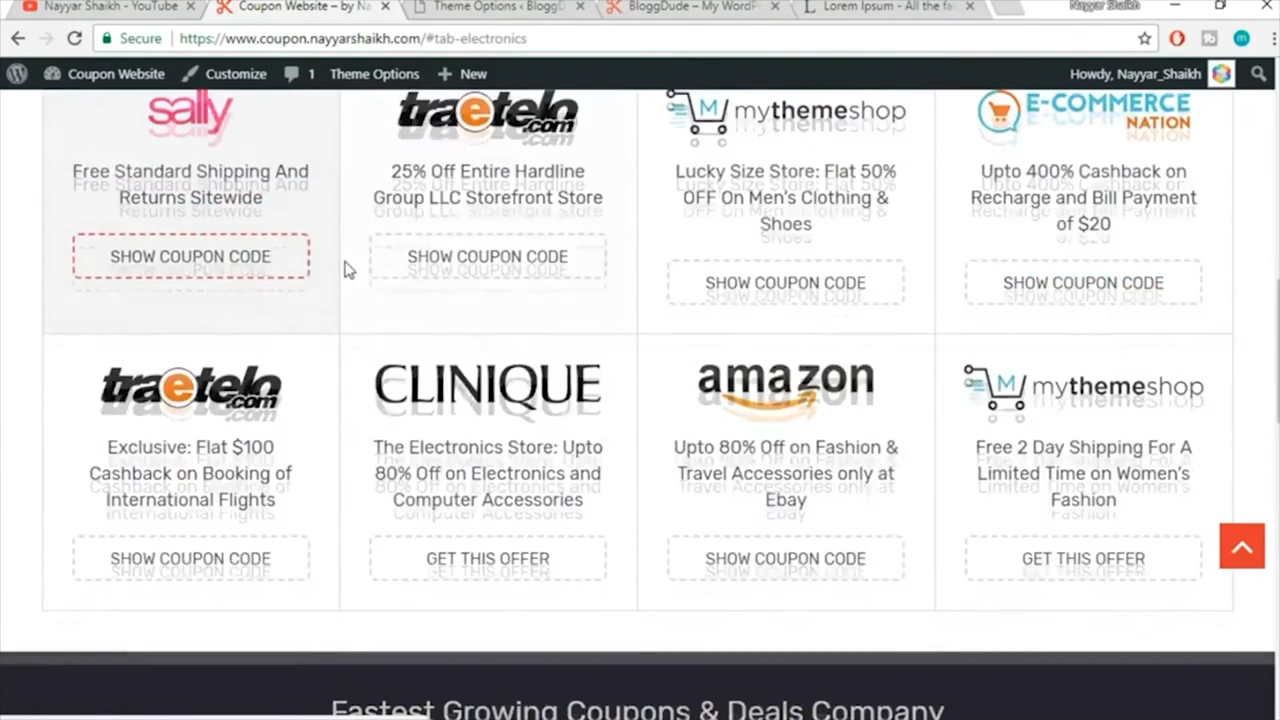 Nayyar Shaikh - YouTube
Coupon Website – by Na
Theme Options ‹ BloggD
BloggDude – My WordP
Lorem Ipsum - All the fa
Nayyar Shaikh
Secure
https://www.coupon.nayyarshaikh.com/#tab-electronics
Coupon Website
Customize
1
Theme Options
New
Howdy, Nayyar_Shaikh
sally
Free Standard Shipping And
Returns Sitewide
SHOW COUPON CODE
traetelo
.com
25% Off Entire Hardline
Group LLC Storefront Store
SHOW COUPON CODE
M mythemeshop
Lucky Size Store: Flat 50%
OFF On Men's Clothing &
Shoes
SHOW COUPON CODE
E-COMMERCE
NATION
Upto 400% Cashback on
Recharge and Bill Payment
of $20
SHOW COUPON CODE
traetelo
.com
Exclusive: Flat $100
Cashback on Booking of
International Flights
SHOW COUPON CODE
CLINIQUE
The Electronics Store: Upto
80% Off on Electronics and
Computer Accessories
GET THIS OFFER
amazon
Upto 80% Off on Fashion &
Travel Accessories only at
Ebay
SHOW COUPON CODE
M mythemeshop
Free 2 Day Shipping For A
Limited Time on Women's
Fashion
GET THIS OFFER
Fastest Growing Coupons & Deals Company